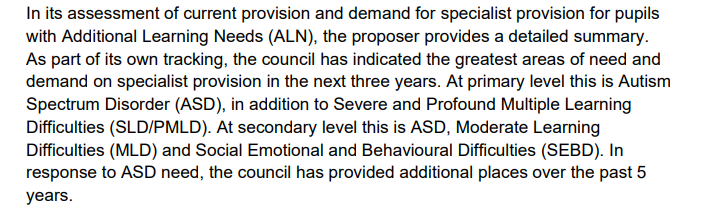 In its assessment of current provision and demand for specialist provision for pupils
with Additional Learning Needs (ALN), the proposer provides a detailed summary.
As part of its own tracking, the council has indicated the greatest areas of need and
demand on specialist provision in the next three years. At primary level this is Autism
Spectrum Disorder (ASD), in addition to Severe and Profound Multiple Learning
Difficulties (SLD/PMLD). At secondary level this is ASD, Moderate Learning
Difficulties (MLD) and Social Emotional and Behavioural Difficulties (SEBD). In
response to ASD need, the council has provided additional places over the past 5
years.